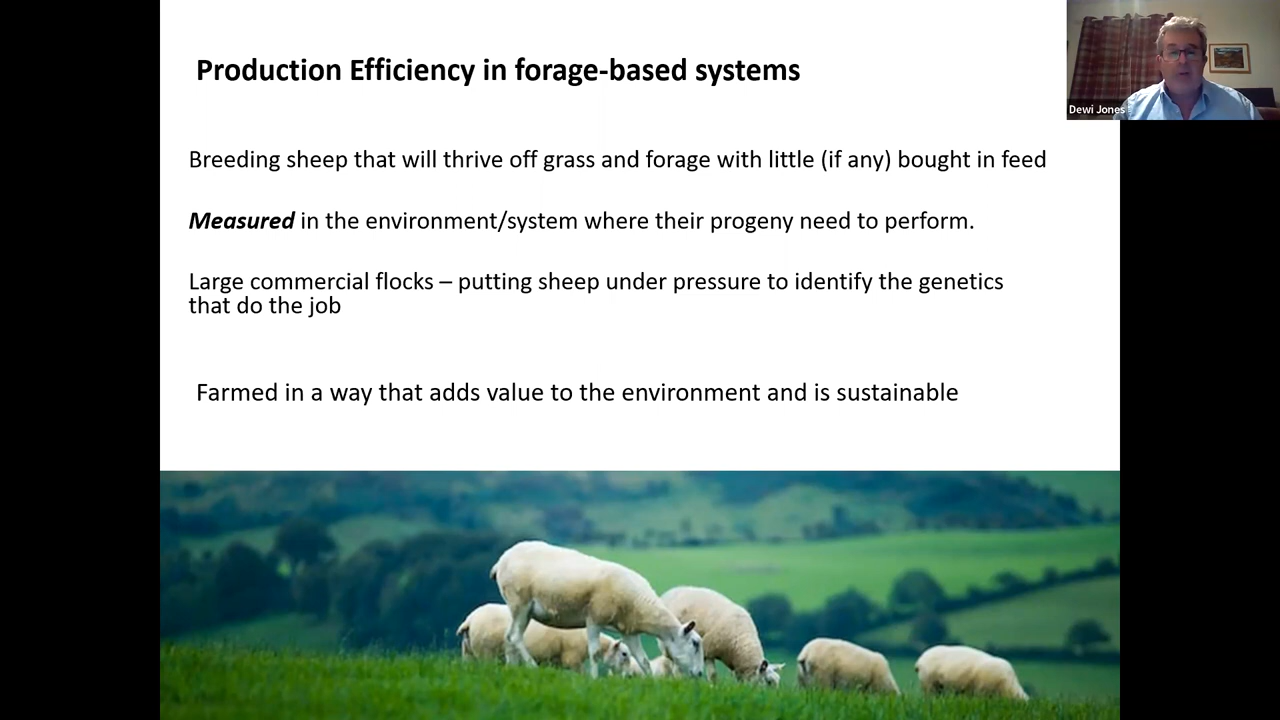 Production Efficiency in forage-based systems
Dewi Jones
Breeding sheep that will thrive off grass and forage with little (if any) bought in feed
Measured in the environment/system where their progeny need to perform.
Large commercial flocks – putting sheep under pressure to identify the genetics
that do the job
Farmed in a way that adds value to the environment and is sustainable